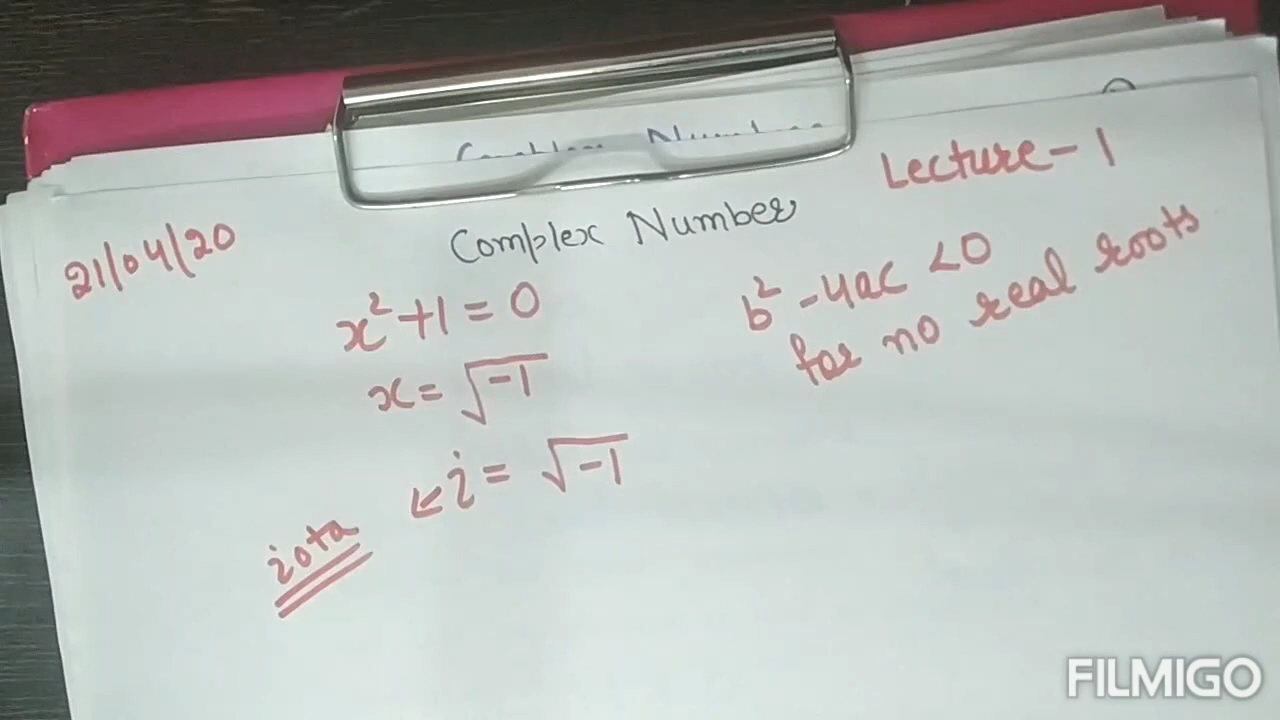 Lecture-1
21/04/20
Complex Number
x²+1=0
x=√-1
i=√-1
iota
b²-4ac <0
for no real roots
FILMIGO